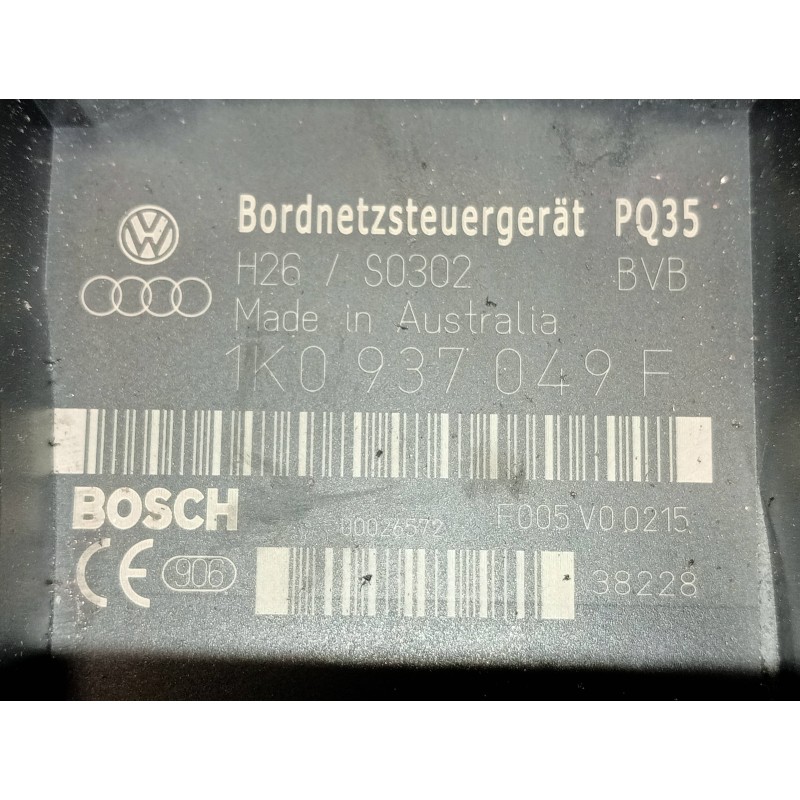 Bordnetzsteuergerät PQ35
H26 / S0302 BVB
Made in Australia
1K0 937 049 F
BOSCH
00026572 F005 V0 0215
CE 906
38228